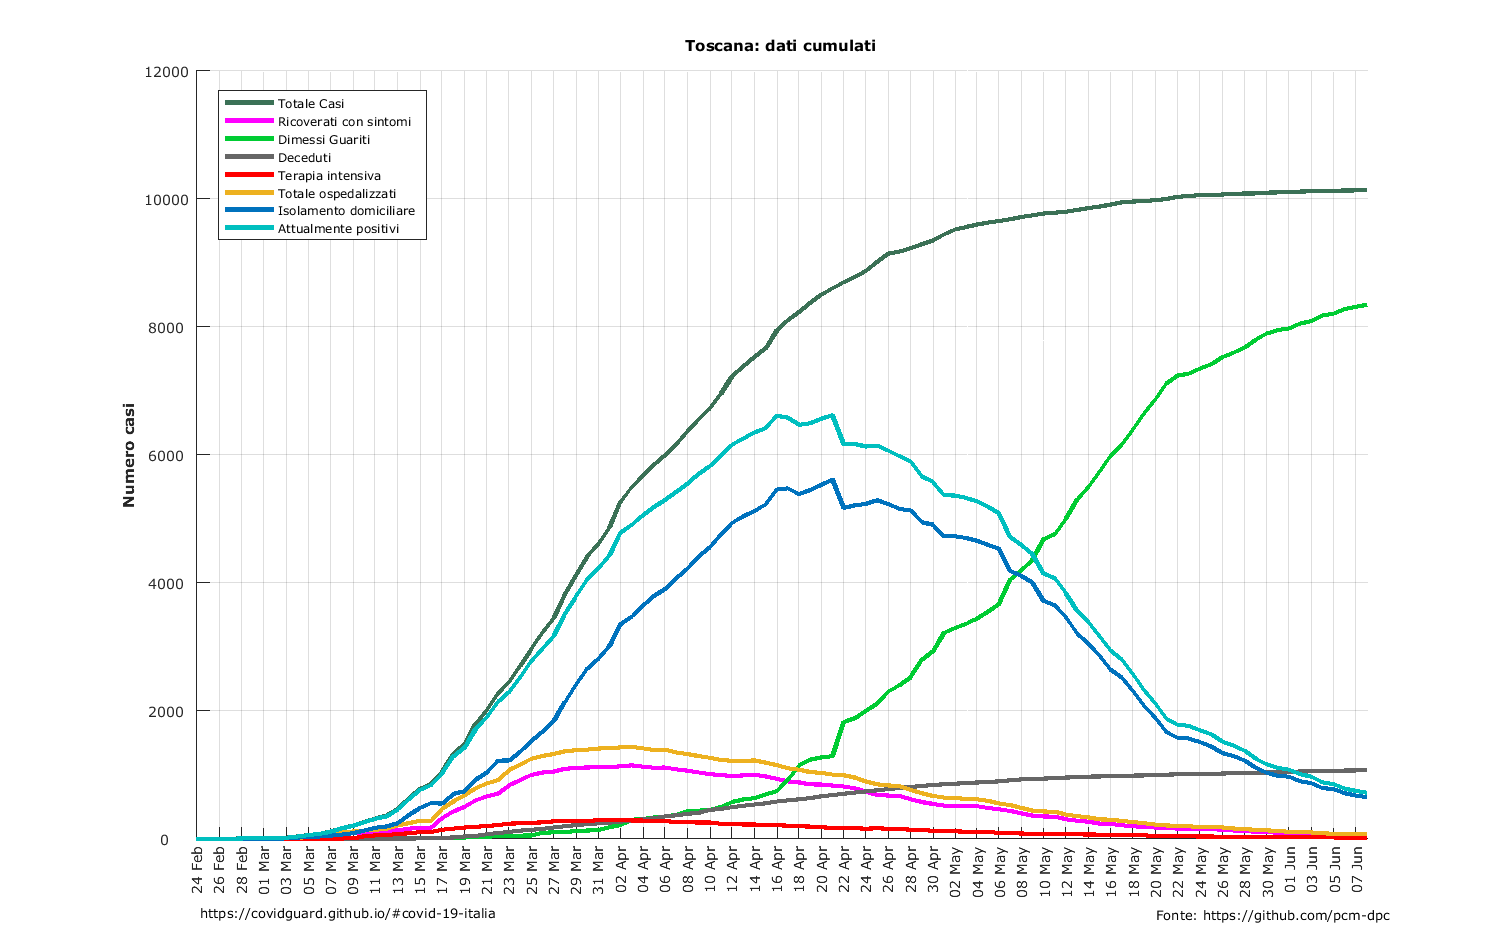 Toscana: dati cumulati
12000
10000
8000
6000
4000
2000
0
Numero casi
Totale Casi
Ricoverati con sintomi
Dimessi Guariti
Deceduti
Terapia intensiva
Totale ospedalizzati
Isolamento domiciliare
Attualmente positivi
24 Feb
26 Feb
28 Feb
01 Mar
03 Mar
05 Mar
07 Mar
09 Mar
11 Mar
13 Mar
15 Mar
17 Mar
19 Mar
21 Mar
23 Mar
25 Mar
27 Mar
29 Mar
31 Mar
02 Apr
04 Apr
06 Apr
08 Apr
10 Apr
12 Apr
14 Apr
16 Apr
18 Apr
20 Apr
22 Apr
24 Apr
26 Apr
28 Apr
30 Apr
02 May
04 May
06 May
08 May
10 May
12 May
14 May
16 May
18 May
20 May
22 May
24 May
26 May
28 May
30 May
01 Jun
03 Jun
05 Jun
07 Jun
https://covidguard.github.io/#covid-19-italia
Fonte: https://github.com/pcm-dpc